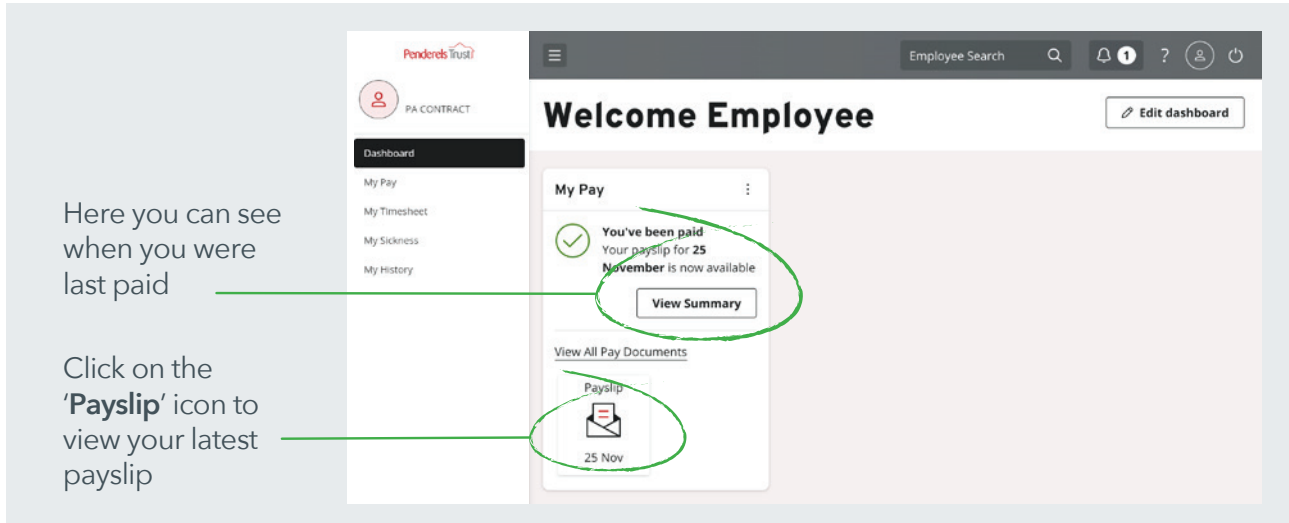 Here you can see
when you were
last paid
Click on the
‘Payslip’ icon to
view your latest
payslip
Penderels Trust
PA CONTRACT
Dashboard
My Pay
My Timesheet
My Sickness
My History
Employee Search
1
?
Welcome Employee
Edit dashboard
My Pay
You've been paid
Your payslip for 25
November is now available
View Summary
View All Pay Documents
Payslip
25 Nov